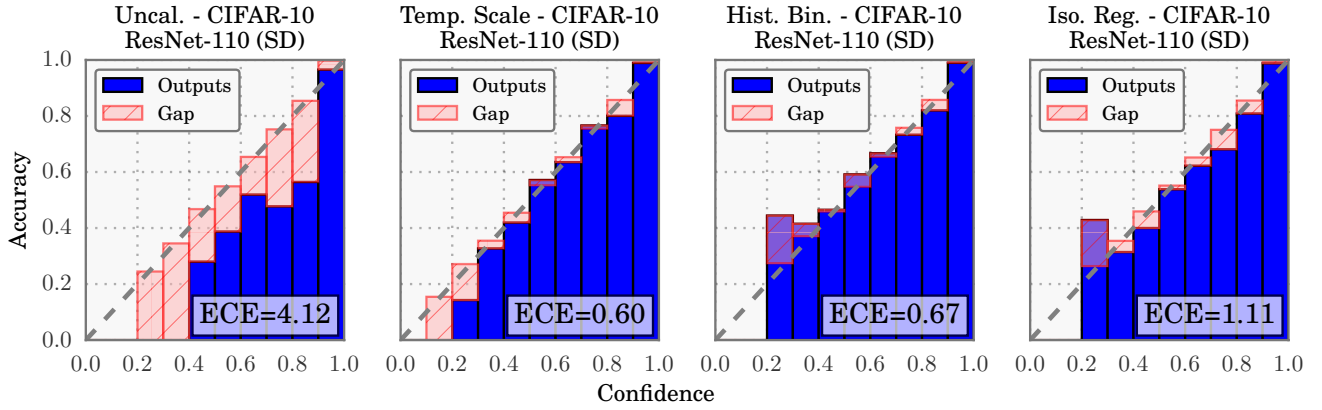 Uncal. - CIFAR-10
ResNet-110 (SD)
Temp. Scale - CIFAR-10
ResNet-110 (SD)
Hist. Bin. - CIFAR-10
ResNet-110 (SD)
Iso. Reg. - CIFAR-10
ResNet-110 (SD)
Accuracy
1.0
0.8
0.6
0.4
0.2
0.0
Outputs
Gap
ECE=4.12
0.0 0.2 0.4 0.6 0.8 1.0
Outputs
Gap
ECE=0.60
0.0 0.2 0.4 0.6 0.8 1.0
Outputs
Gap
ECE=0.67
0.0 0.2 0.4 0.6 0.8 1.0
Outputs
Gap
ECE=1.11
0.0 0.2 0.4 0.6 0.8 1.0
Confidence